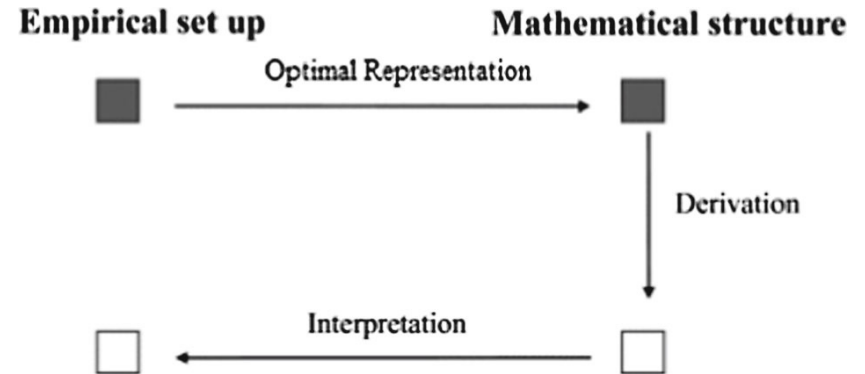 Empirical set up
Mathematical structure
Optimal Representation
Derivation
Interpretation